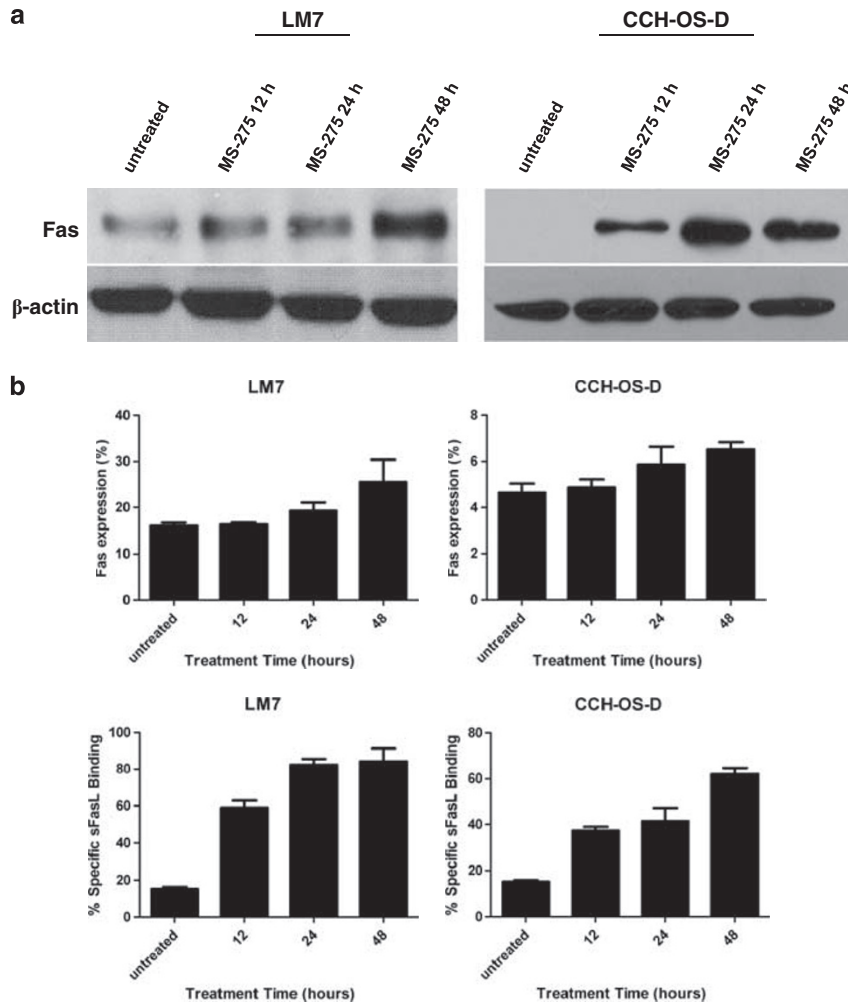 a
LM7
CCH-OS-D
untreated
MS-275 12 h
MS-275 24 h
MS-275 48 h
untreated
MS-275 12 h
MS-275 24 h
MS-275 48 h
Fas
β-actin
b
LM7
Fas expression (%)
40
30
20
10
0
untreated
12
24
48
Treatment Time (hours)
CCH-OS-D
Fas expression (%)
8
6
4
2
0
untreated
12
24
48
Treatment Time (hours)
LM7
% Specific sFasL Binding
100
80
60
40
20
0
untreated
12
24
48
Treatment Time (hours)
CCH-OS-D
% Specific sFasL Binding
80
60
40
20
0
untreated
12
24
48
Treatment Time (hours)